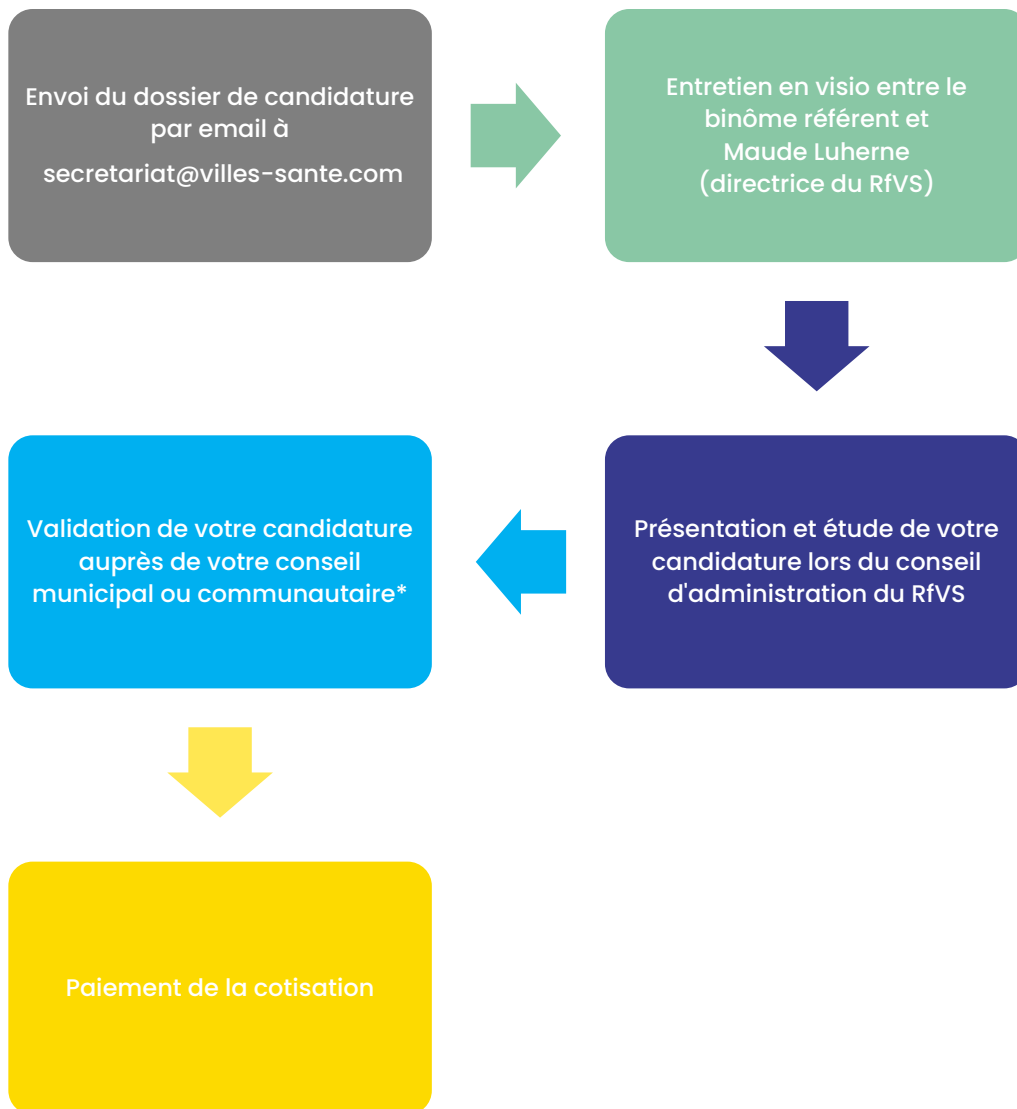 Envoi du dossier de candidature
par email à
secretariat@villes-sante.com
Entretien en visio entre le
binôme référent et
Maude Luherne
(directrice du RfVS)
Présentation et étude de votre
candidature lors du conseil
d'administration du RfVS
Validation de votre candidature
auprès de votre conseil
municipal ou communautaire*
Paiement de la cotisation